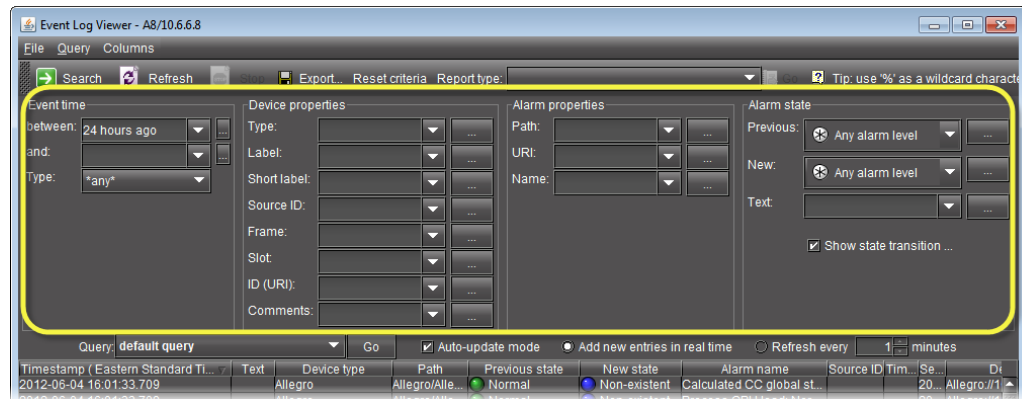 Event Log Viewer - A8/10.6.6.8
File Query Columns
Search Refresh Stop Export... Reset criteria Report type: Go Tip: use '%' as a wildcard characte
Event time Device properties Alarm properties Alarm state
between: 24 hours ago ... Type: ... Path: ... Previous: Any alarm level ...
and: ... Label: ... URI: ... New: Any alarm level ...
Type: *any* Short label: ... Name: ... Text: ...
Source ID: ...
Frame: ... Show state transition ...
Slot: ...
ID (URI): ...
Comments: ...
Query: default query Go Auto-update mode Add new entries in real time Refresh every 1 minutes
Timestamp ( Eastern Standard Ti... Text Device type Path Previous state New state Alarm name Source ID Tim... Se... De
2012-06-04 16:01:33.709 Allegro Allegro/Alle... Normal Non-existent Calculated CC global st... 20... Allegro://1